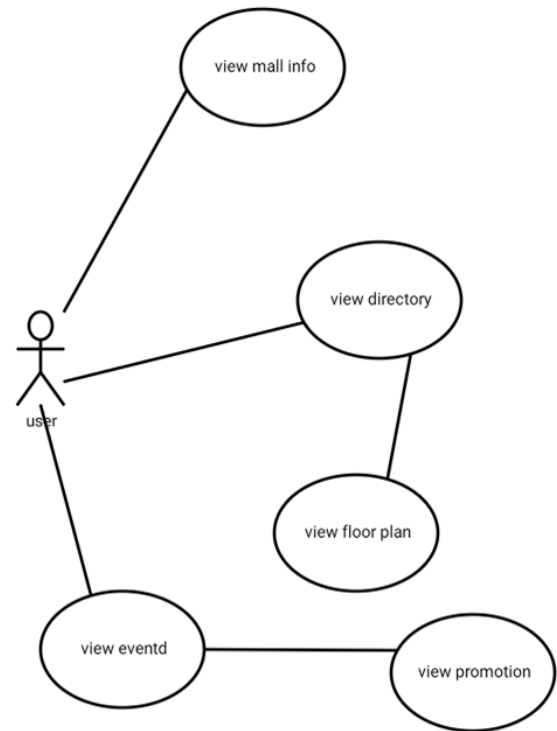 view mall info
view directory
user
view floor plan
view eventd
view promotion